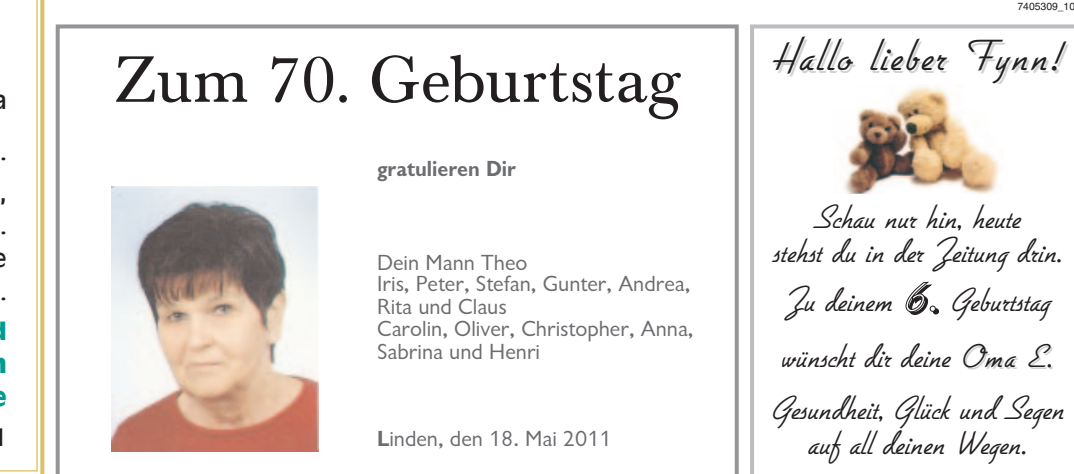 7405309_10
a
.
,
.
e
.
d
n
e
l
Zum 70. Geburtstag
gratulieren Dir
Dein Mann Theo
Iris, Peter, Stefan, Gunter, Andrea,
Rita und Claus
Carolin, Oliver, Christopher, Anna,
Sabrina und Henri
Linden, den 18. Mai 2011
Hallo lieber Fynn!
Schau nur hin, heute
stehst du in der Zeitung drin.
Zu deinem 6. Geburtstag
wünscht dir deine Oma E.
Gesundheit, Glück und Segen
auf all deinen Wegen.